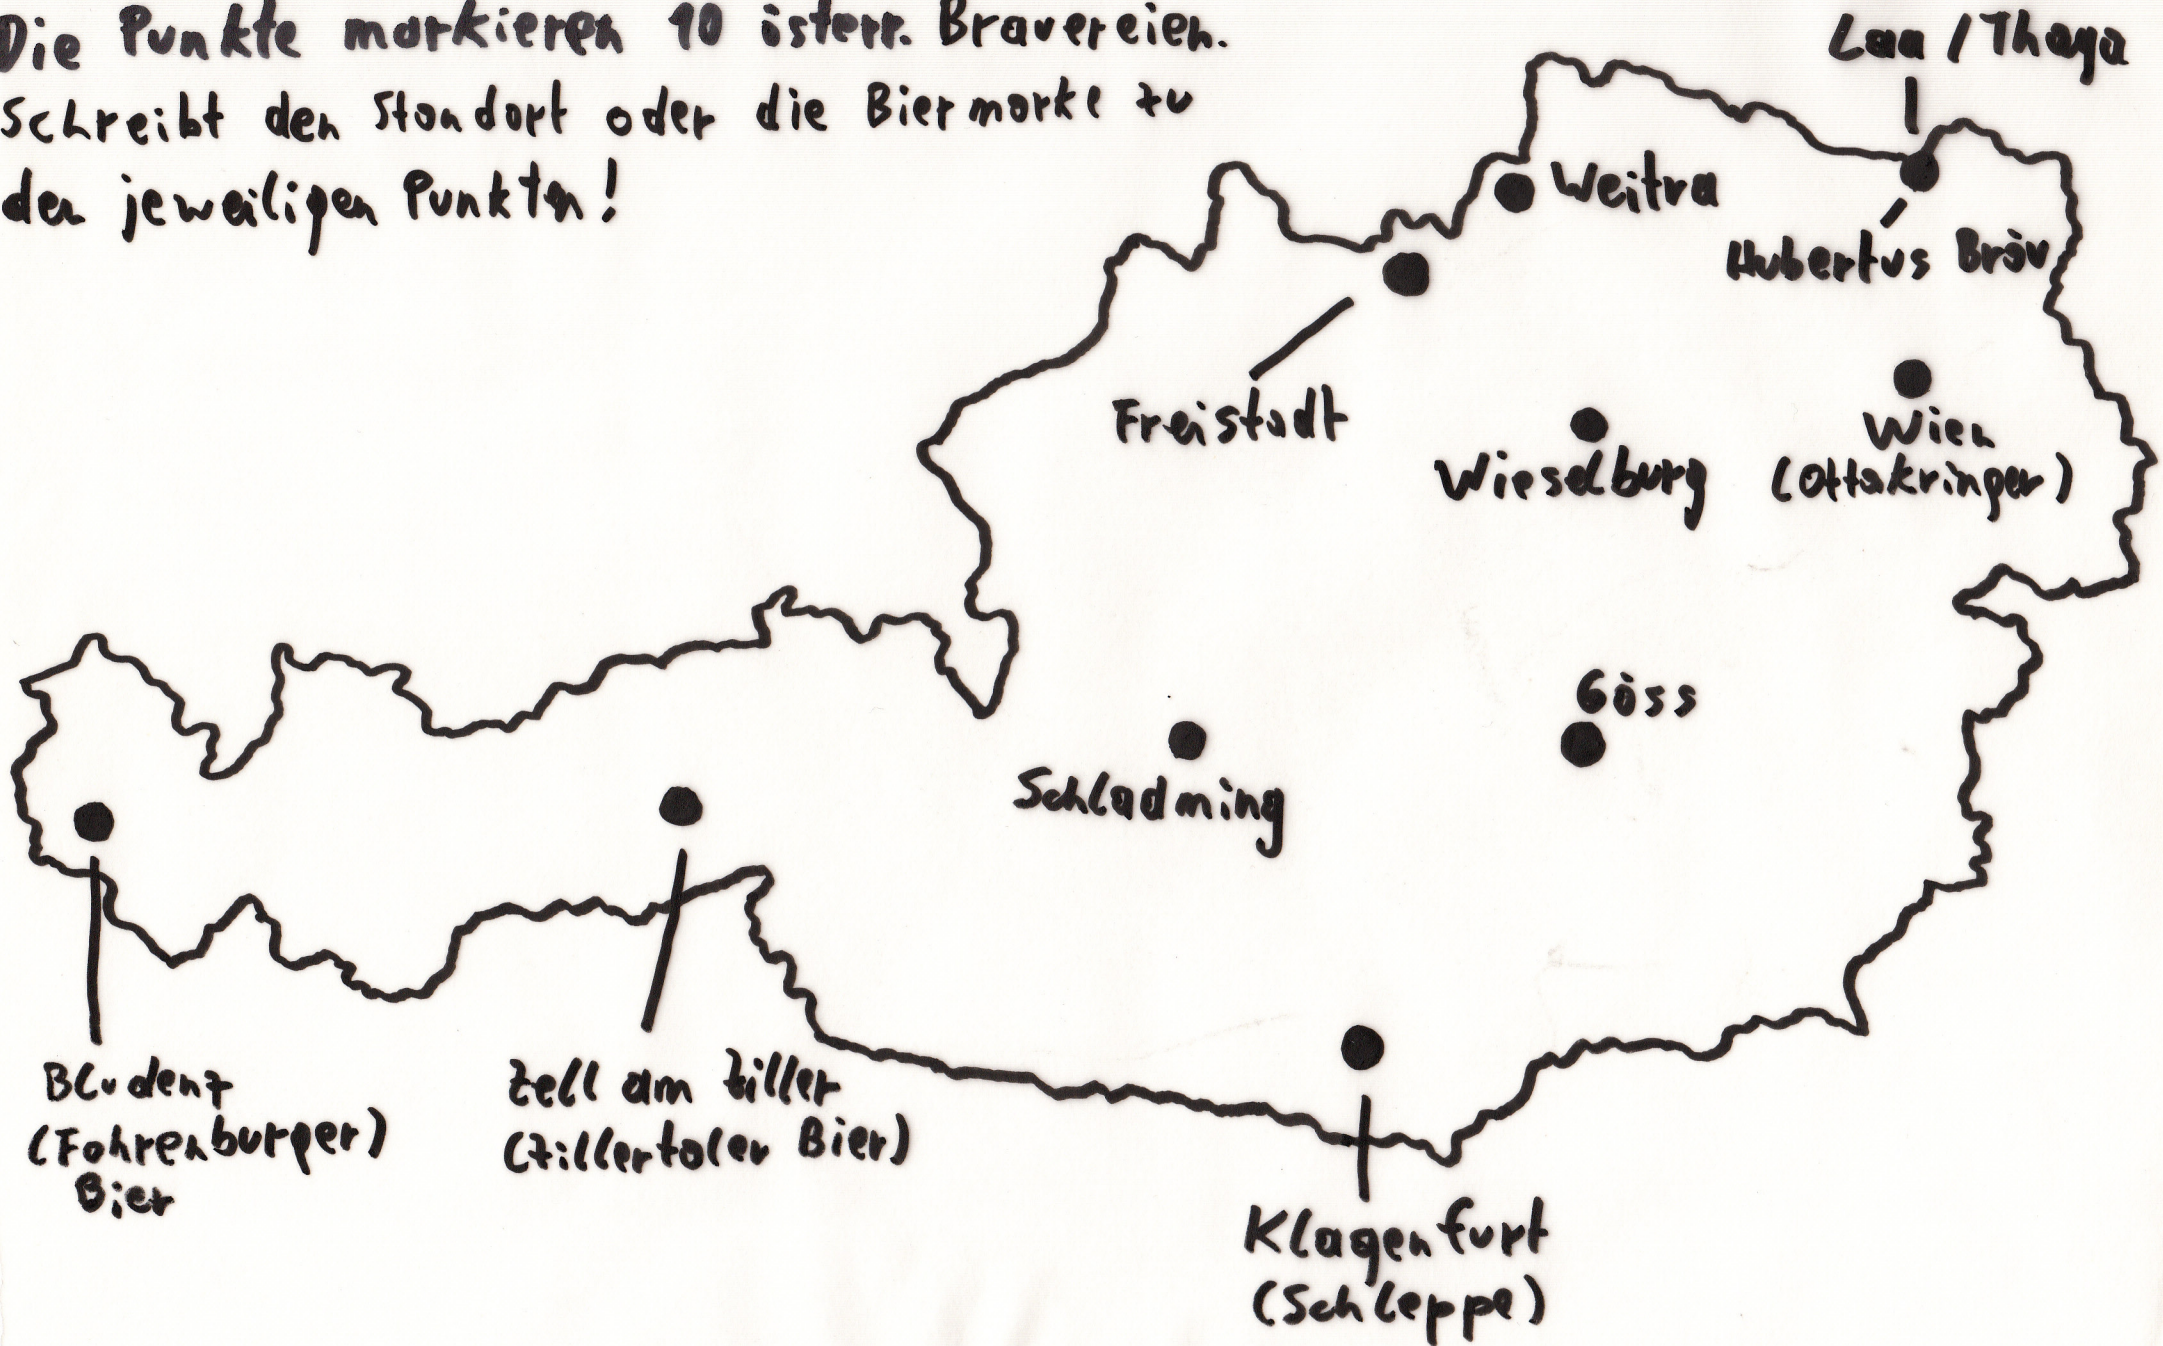 Die Punkte markieren 10 österr. Brauereien.
Schreibt den Standort oder die Biermarke zu
den jeweiligen Punkten!
Laa / Thaya
Weitra
Hubertus Bräu
Freistadt
Wien
(Ottakringer)
Wieselburg
Göss
Schladming
Bludenz
(Fohrenburger)
Bier
Zell am Ziller
(Zillertaler Bier)
Klagenfurt
(Schleppe)